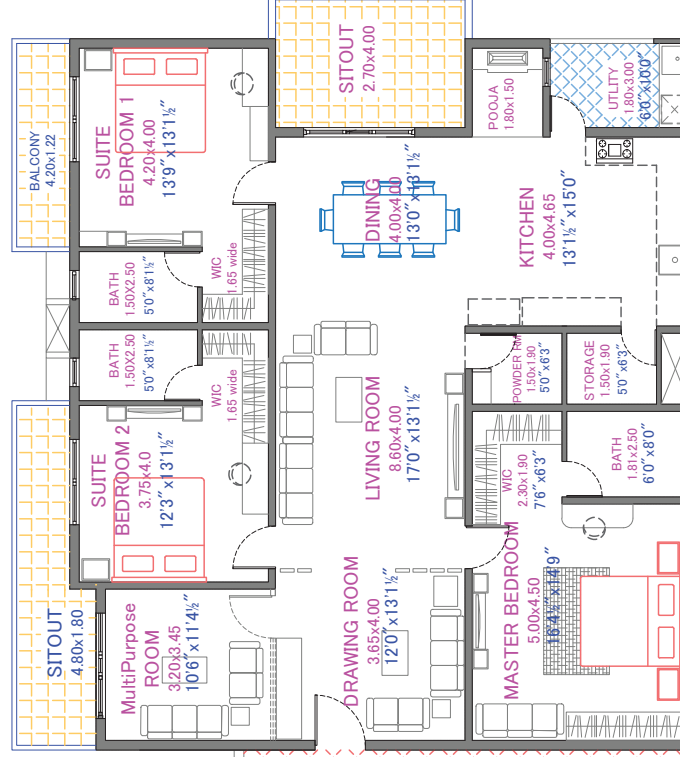 SITOUT
2.70x4.00
BALCONY
4.20x1.22
SUITE
BEDROOM 1
4.20x4.00
13'9"x13'1½"
POOJA
1.80x1.50
UTLITY
1.80x3.00
6'0"x10'0"
DINING
4.00x4.00
13'0"x13'1½"
KITCHEN
4.00x4.65
13'1½"x15'0"
BATH
1.50X2.50
5'0"x8'1½"
WIC
1.65 wide
BATH
1.50X2.50
5'0"x8'1½"
WIC
1.65 wide
POWDER RM
1.50x1.90
5'0"x6'3"
STORAGE
1.50x1.90
5'0"x6'3"
LIVING ROOM
8.60x4.00
17'0"x13'1½"
SUITE
BEDROOM 2
3.75x4.0
12'3"x13'1½"
WIC
2.30x1.90
7'6"x6'3"
BATH
1.81x2.50
6'0"x8'0"
SITOUT
4.80x1.80
MultiPurpose
ROOM
3.20x3.45
10'6"x11'4½"
DRAWING ROOM
3.65x4.00
12'0"x13'1½"
MASTER BEDROOM
5.00x4.50
16'4½"x14'9"